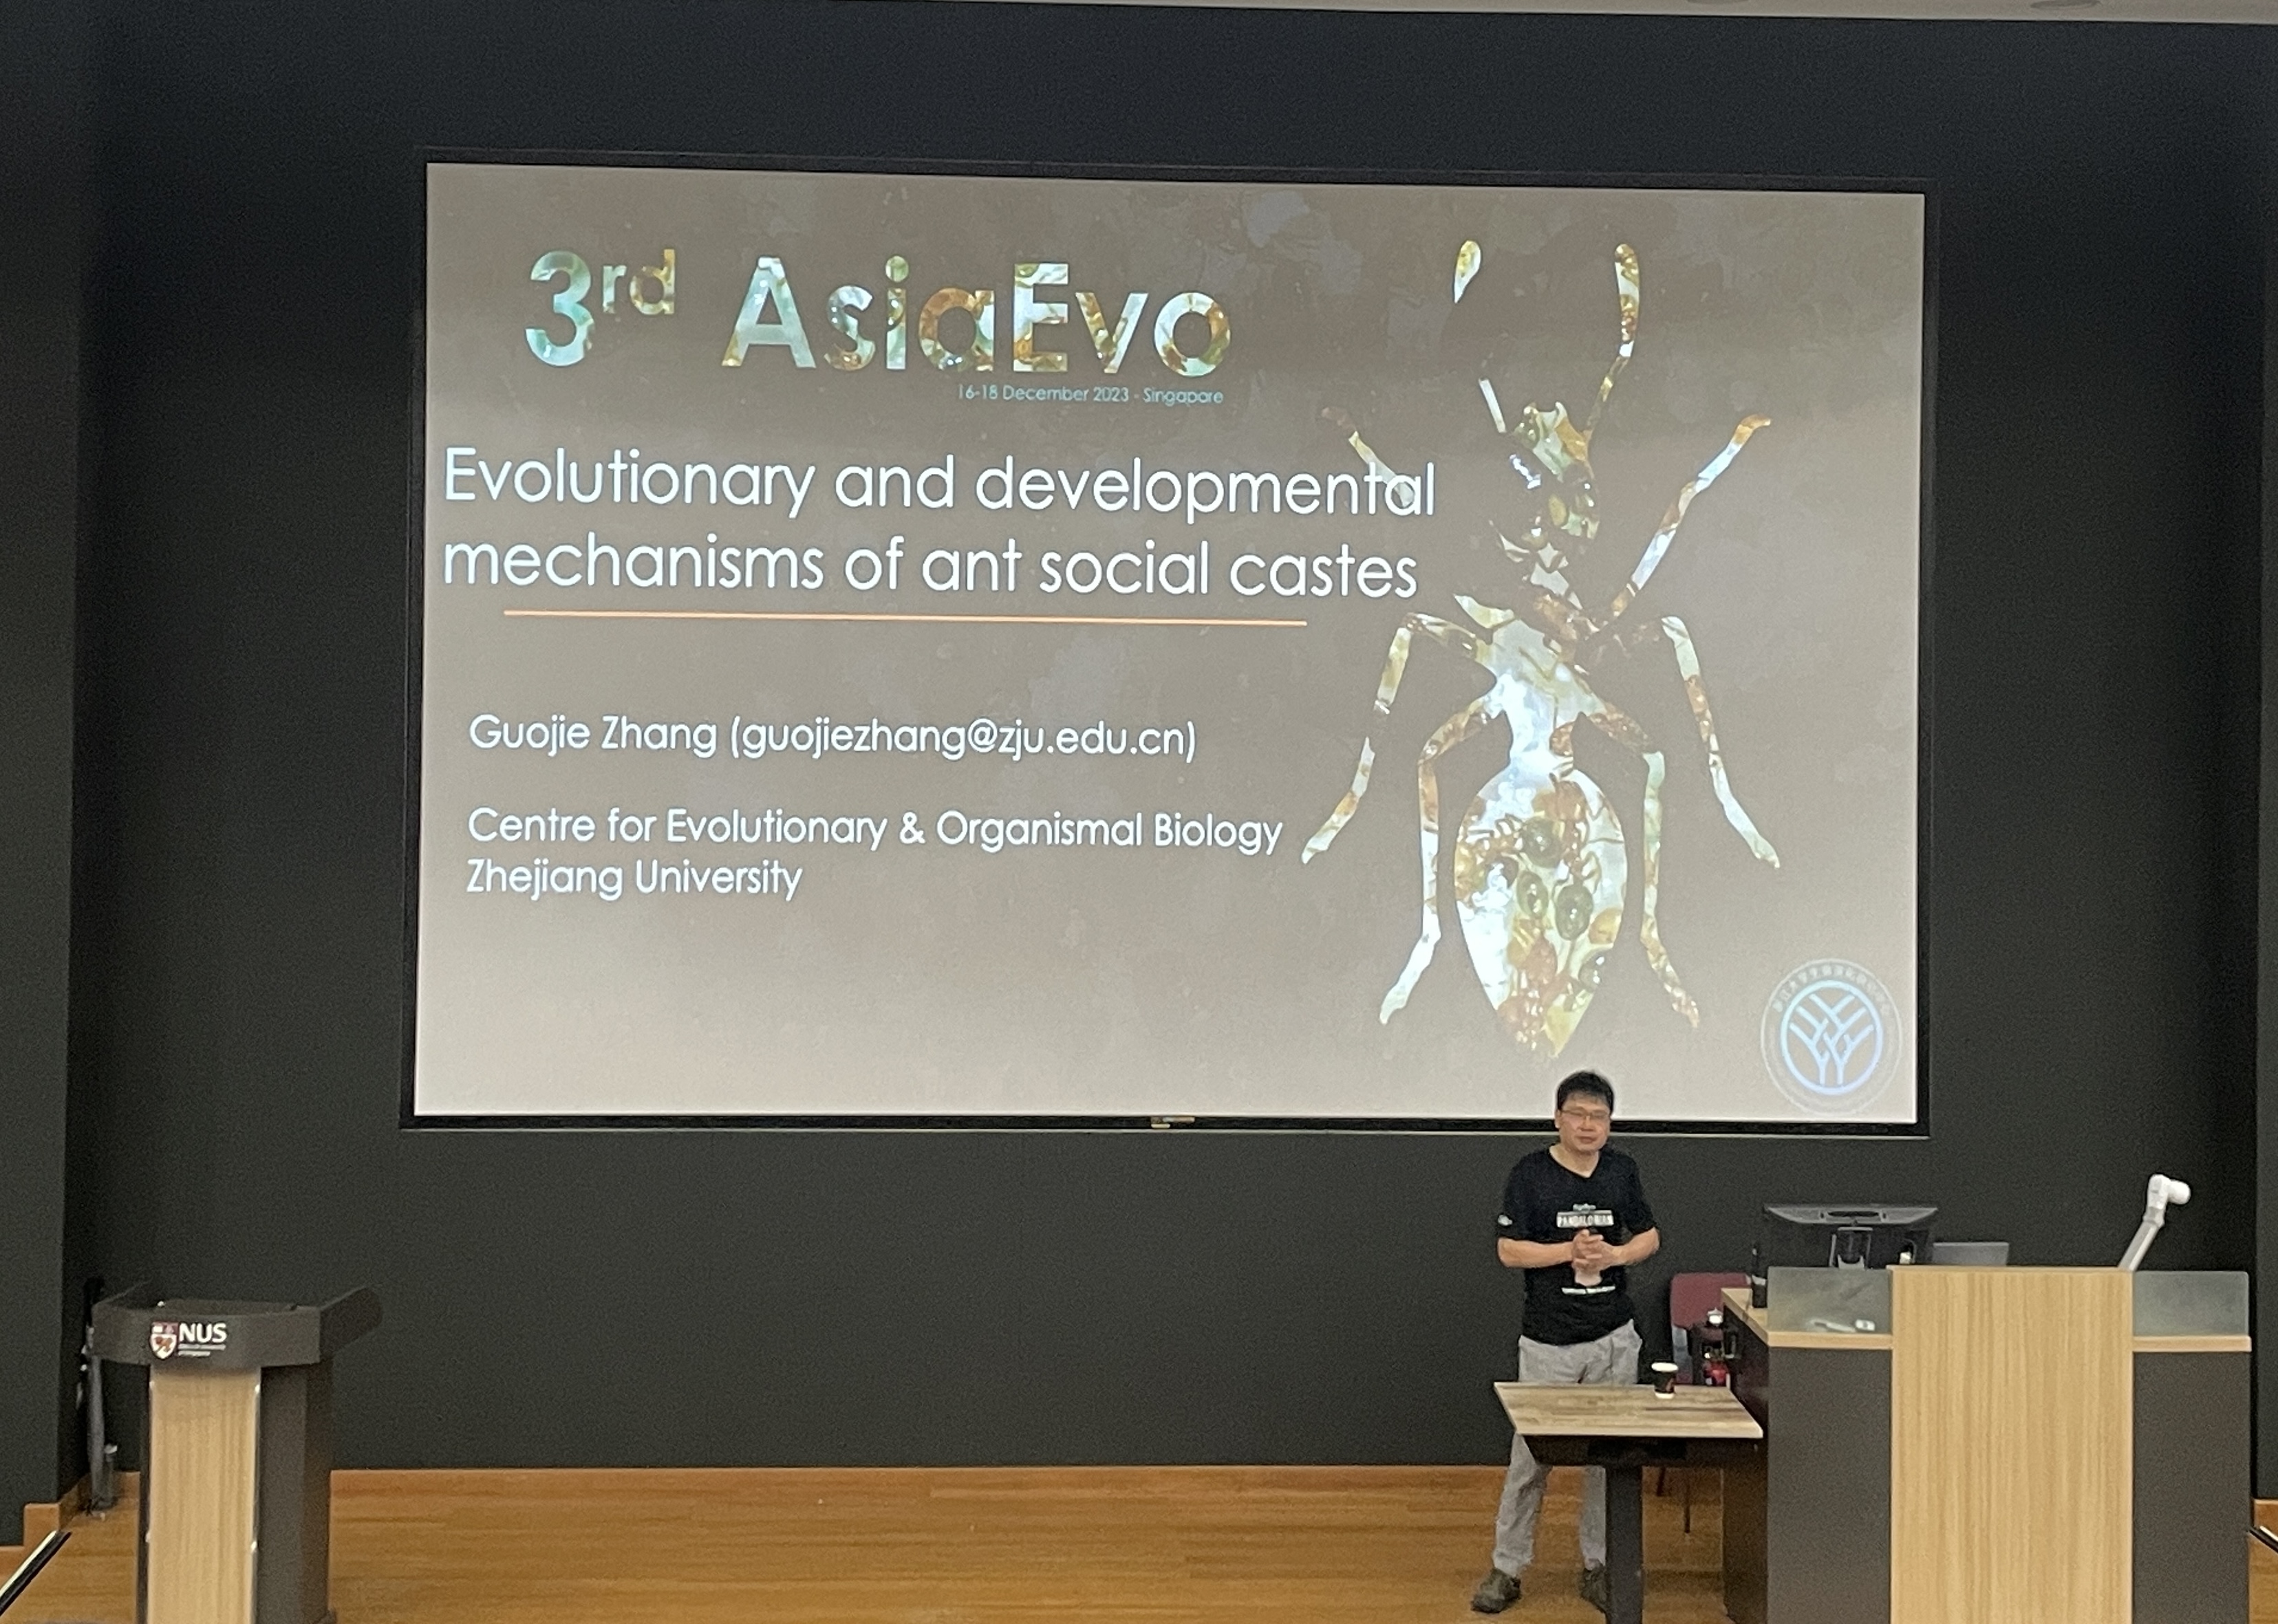 3rd AsiaEvo
16-18 December 2023 - Singapore
Evolutionary and developmental
mechanisms of ant social castes
Guojie Zhang (guojiezhang@zju.edu.cn)
Centre for Evolutionary & Organismal Biology
Zhejiang University
PANDALORIAN
NUS